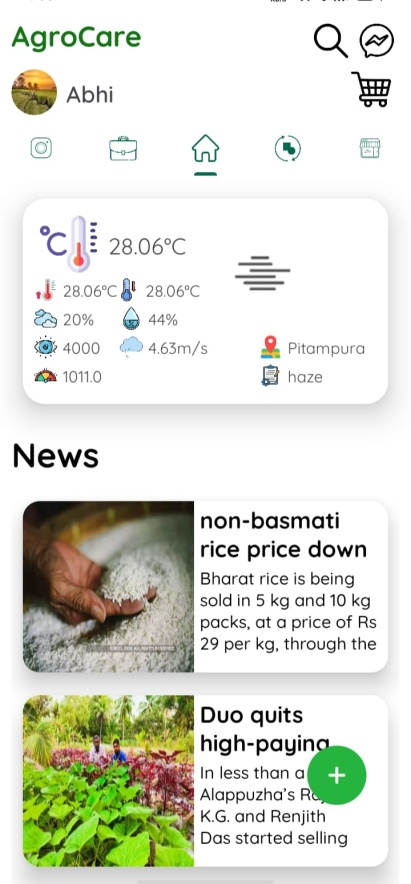 AgroCare
Abhi
°C 28.06°C
28.06°C 28.06°C
20% 44%
4000 4.63m/s Pitampura
1011.0 haze
News
non-basmati
rice price down
Bharat rice is being
sold in 5 kg and 10 kg
packs, at a price of Rs
29 per kg, through the
Duo quits
high-paying
In less than a
Alappuzha's
K.G. and Renjith
Das started selling